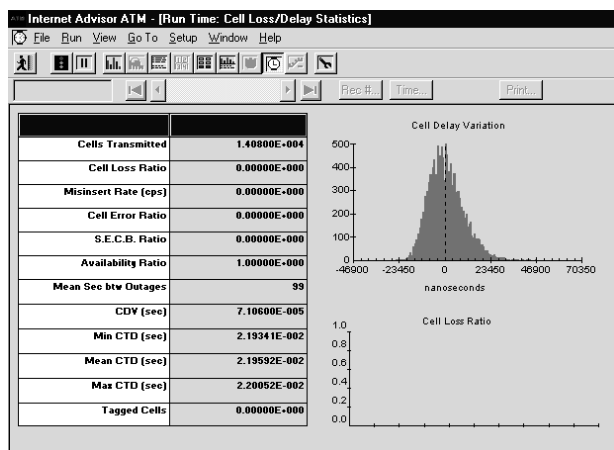 Internet Advisor ATM - [Run Time: Cell Loss/Delay Statistics]
File Run View Go To Setup Window Help
Rec #... Time... Print...
Cells Transmitted 1.40800E+004
Cell Loss Ratio 0.00000E+000
Misinsert Rate (cps) 0.00000E+000
Cell Error Ratio 0.00000E+000
S.E.C.B. Ratio 0.00000E+000
Availability Ratio 1.00000E+000
Mean Sec btw Outages 99
CDV (sec) 7.10600E-005
Min CTD (sec) 2.19341E-002
Mean CTD (sec) 2.19592E-002
Max CTD (sec) 2.20052E-002
Tagged Cells 0.00000E+000
Cell Delay Variation
500
400
300
200
100
0
-46900 -23450 0 23450 46900 70350
nanoseconds
Cell Loss Ratio
1.0
0.8
0.6
0.4
0.2
0.0